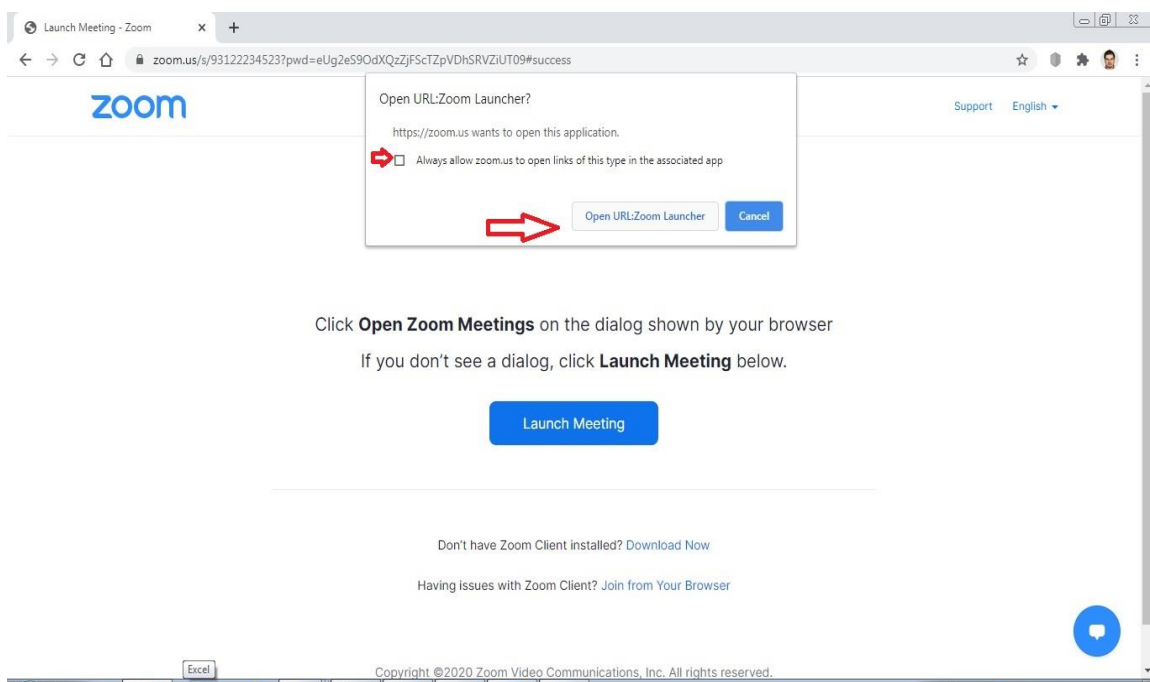 Launch Meeting - Zoom
zoom.us/s/93122234523?pwd=eUg2eS9OdXQzZjFScTZpVDhSRVZiUT09#success
zoom
Support English
Open URL:Zoom Launcher?
https://zoom.us wants to open this application.
Always allow zoom.us to open links of this type in the associated app
Open URL:Zoom Launcher Cancel
Click Open Zoom Meetings on the dialog shown by your browser
If you don't see a dialog, click Launch Meeting below.
Launch Meeting
Don't have Zoom Client installed? Download Now
Having issues with Zoom Client? Join from Your Browser
Excel
Copyright ©2020 Zoom Video Communications, Inc. All rights reserved.